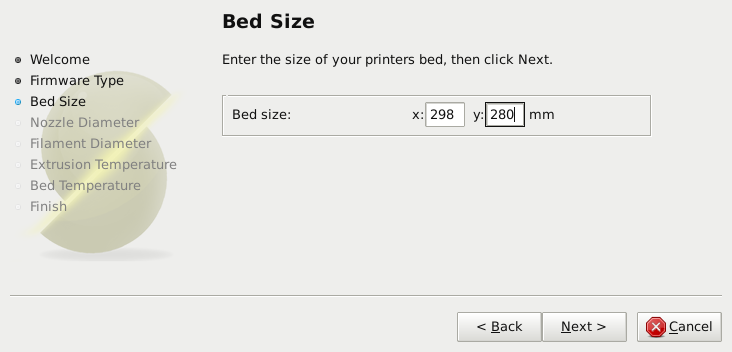 Bed Size
Enter the size of your printers bed, then click Next.
Welcome
Firmware Type
Bed Size
Nozzle Diameter
Filament Diameter
Extrusion Temperature
Bed Temperature
Finish
Bed size: x: 298 y: 280 mm
< Back Next > Cancel